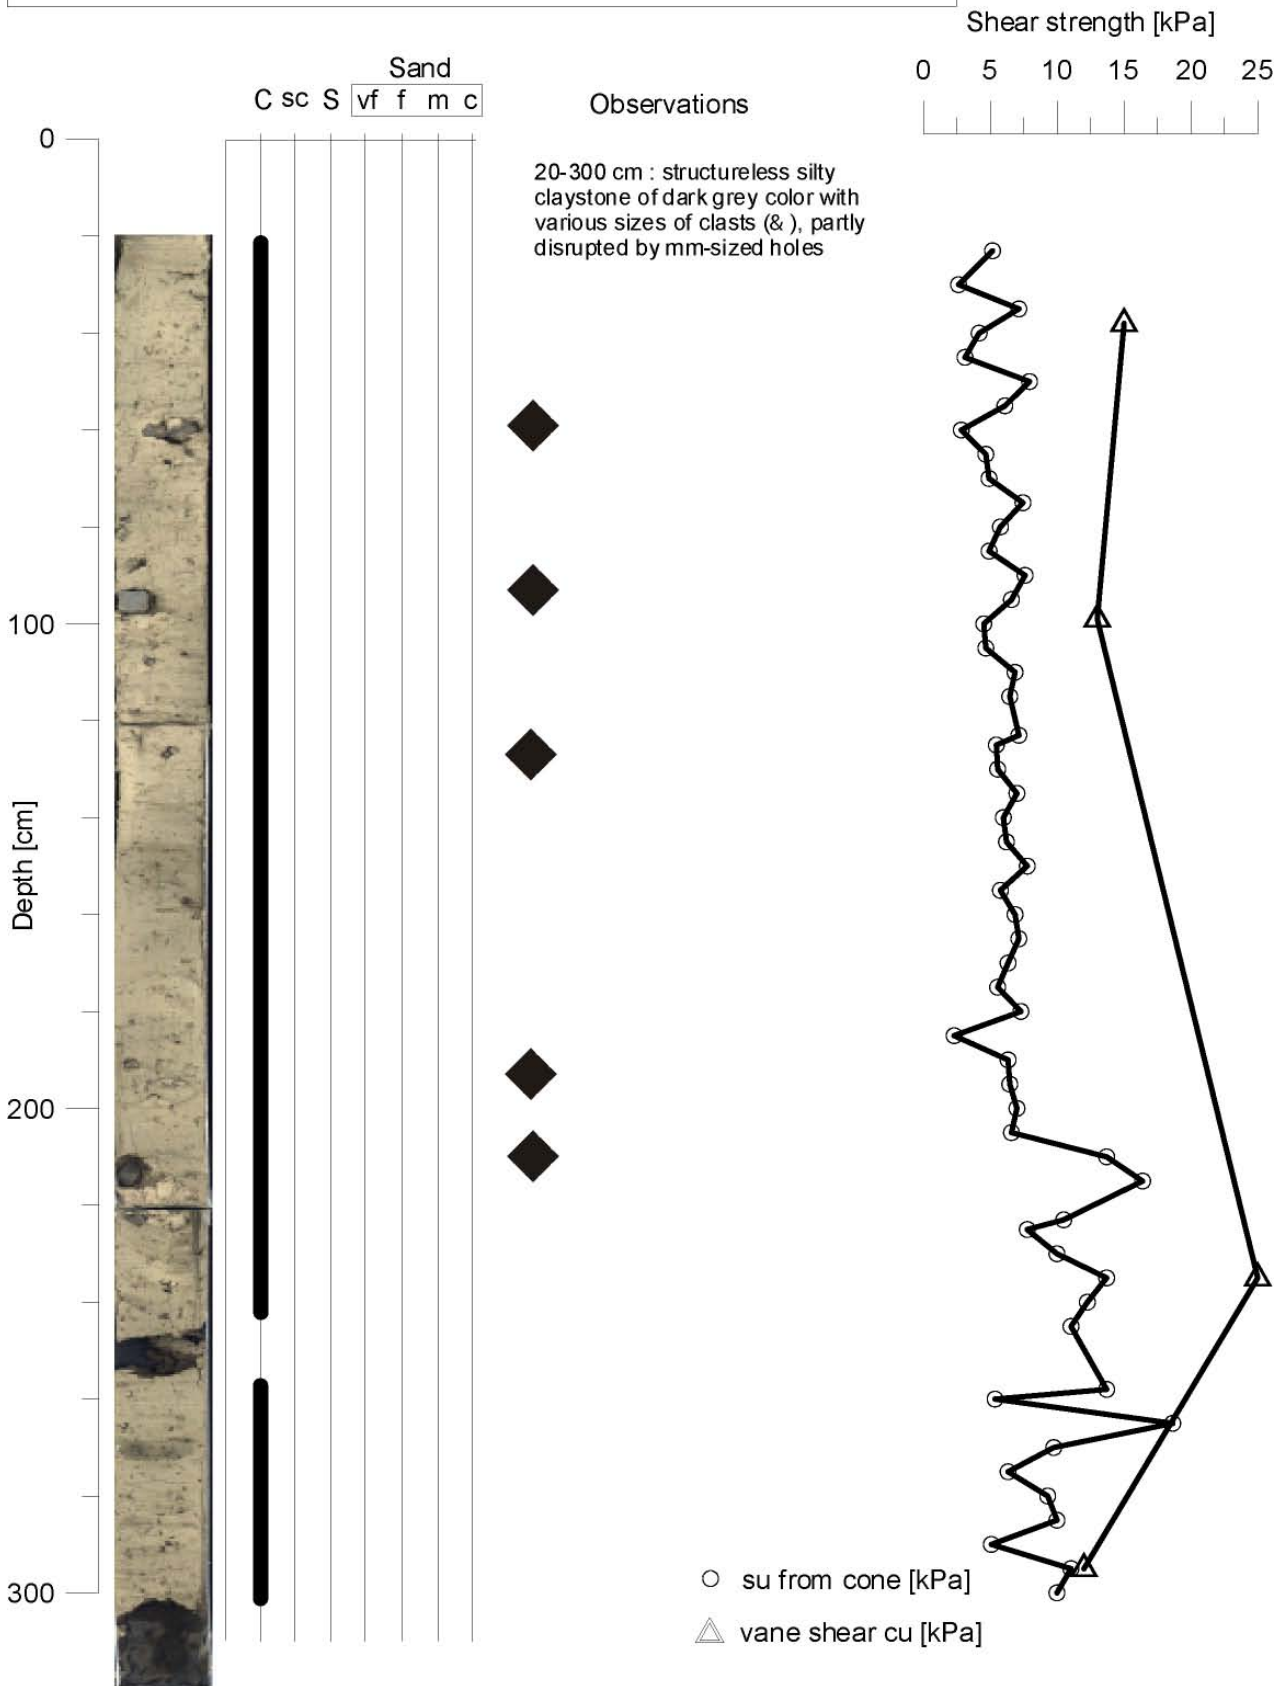 Shear strength [kPa]
0 5 10 15 20 25
Sand
C sc S vf f m c
Observations
0
20-300 cm : structureless silty
claystone of dark grey color with
various sizes of clasts (& ), partly
disrupted by mm-sized holes
100
Depth [cm]
200
300
su from cone [kPa]
vane shear cu [kPa]